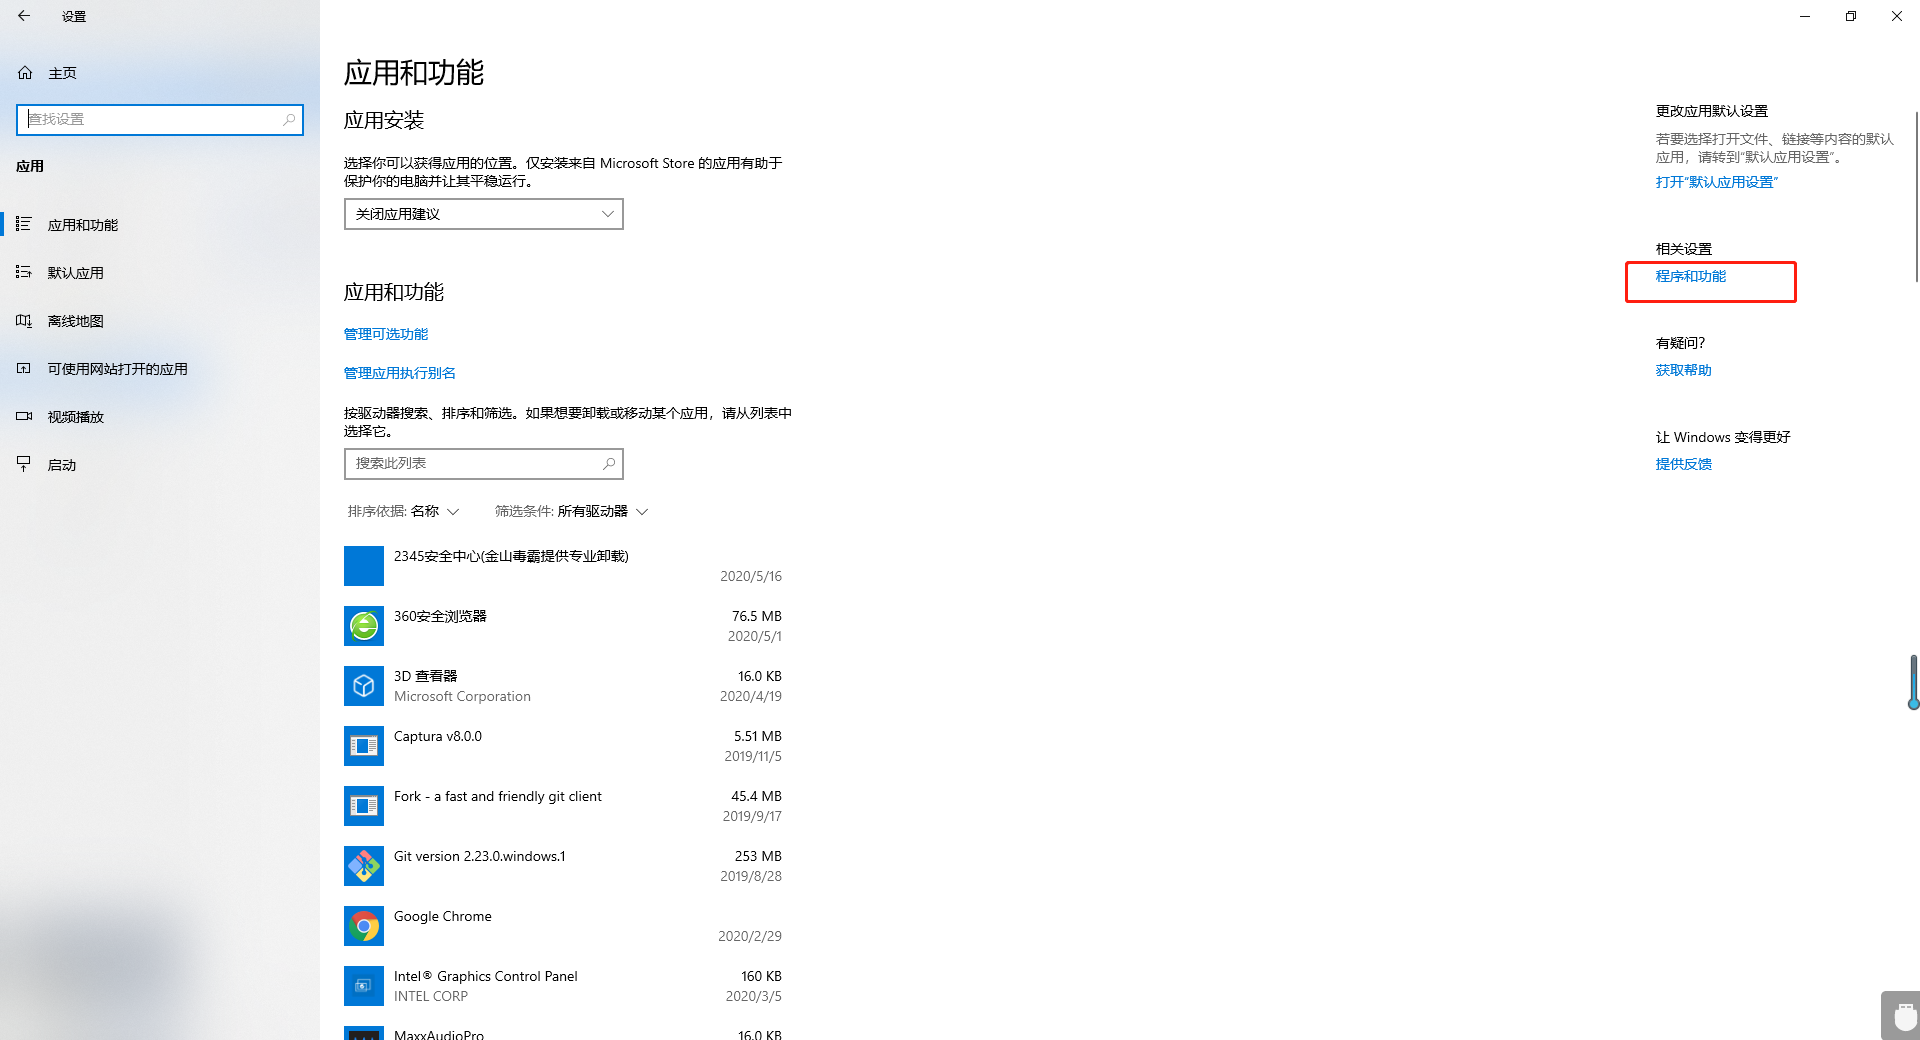 设置
主页
查找设置
应用
应用和功能
默认应用
离线地图
可使用网站打开的应用
视频播放
启动
应用和功能
应用安装
选择你可以获得应用的位置。仅安装来自 Microsoft Store 的应用有助于
保护你的电脑并让其平稳运行。
关闭应用建议
应用和功能
管理可选功能
管理应用执行别名
按驱动器搜索、排序和筛选。如果想要卸载或移动某个应用，请从列表中
选择它。
搜索此列表
排序依据: 名称 筛选条件: 所有驱动器
2345安全中心(金山毒霸提供专业卸载)
2020/5/16
360安全浏览器 76.5 MB
2020/5/1
3D 查看器 16.0 KB
Microsoft Corporation 2020/4/19
Captura v8.0.0 5.51 MB
2019/11/5
Fork - a fast and friendly git client 45.4 MB
2019/9/17
Git version 2.23.0.windows.1 253 MB
2019/8/28
Google Chrome
2020/2/29
Intel® Graphics Control Panel 160 KB
INTEL CORP 2020/3/5
MaxxAudioPro 16.0 KB
更改应用默认设置
若要选择打开文件、链接等内容的默认
应用，请转到“默认应用设置”。
打开“默认应用设置”
相关设置
程序和功能
有疑问?
获取帮助
让 Windows 变得更好
提供反馈